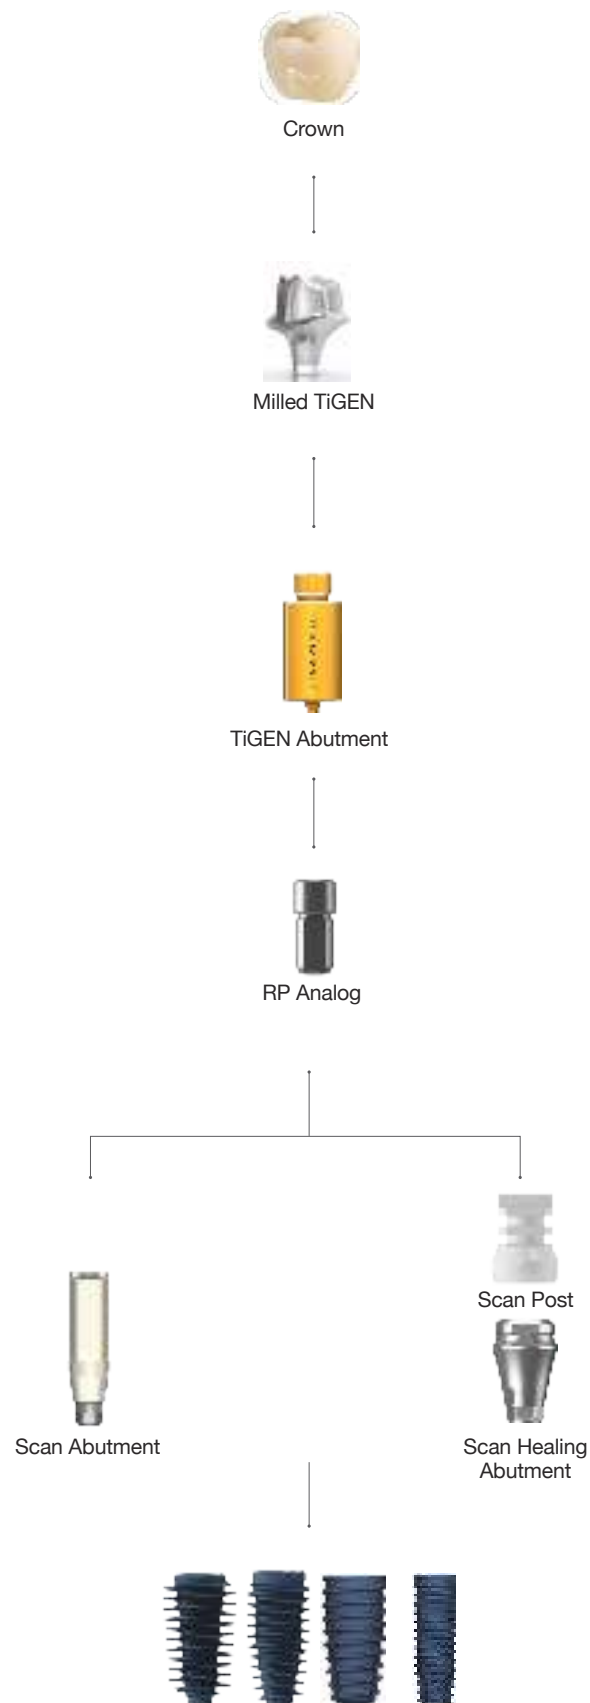 Crown
Milled TiGEN
TiGEN Abutment
RP Analog
Scan Post
Scan Abutment
Scan Healing
Abutment